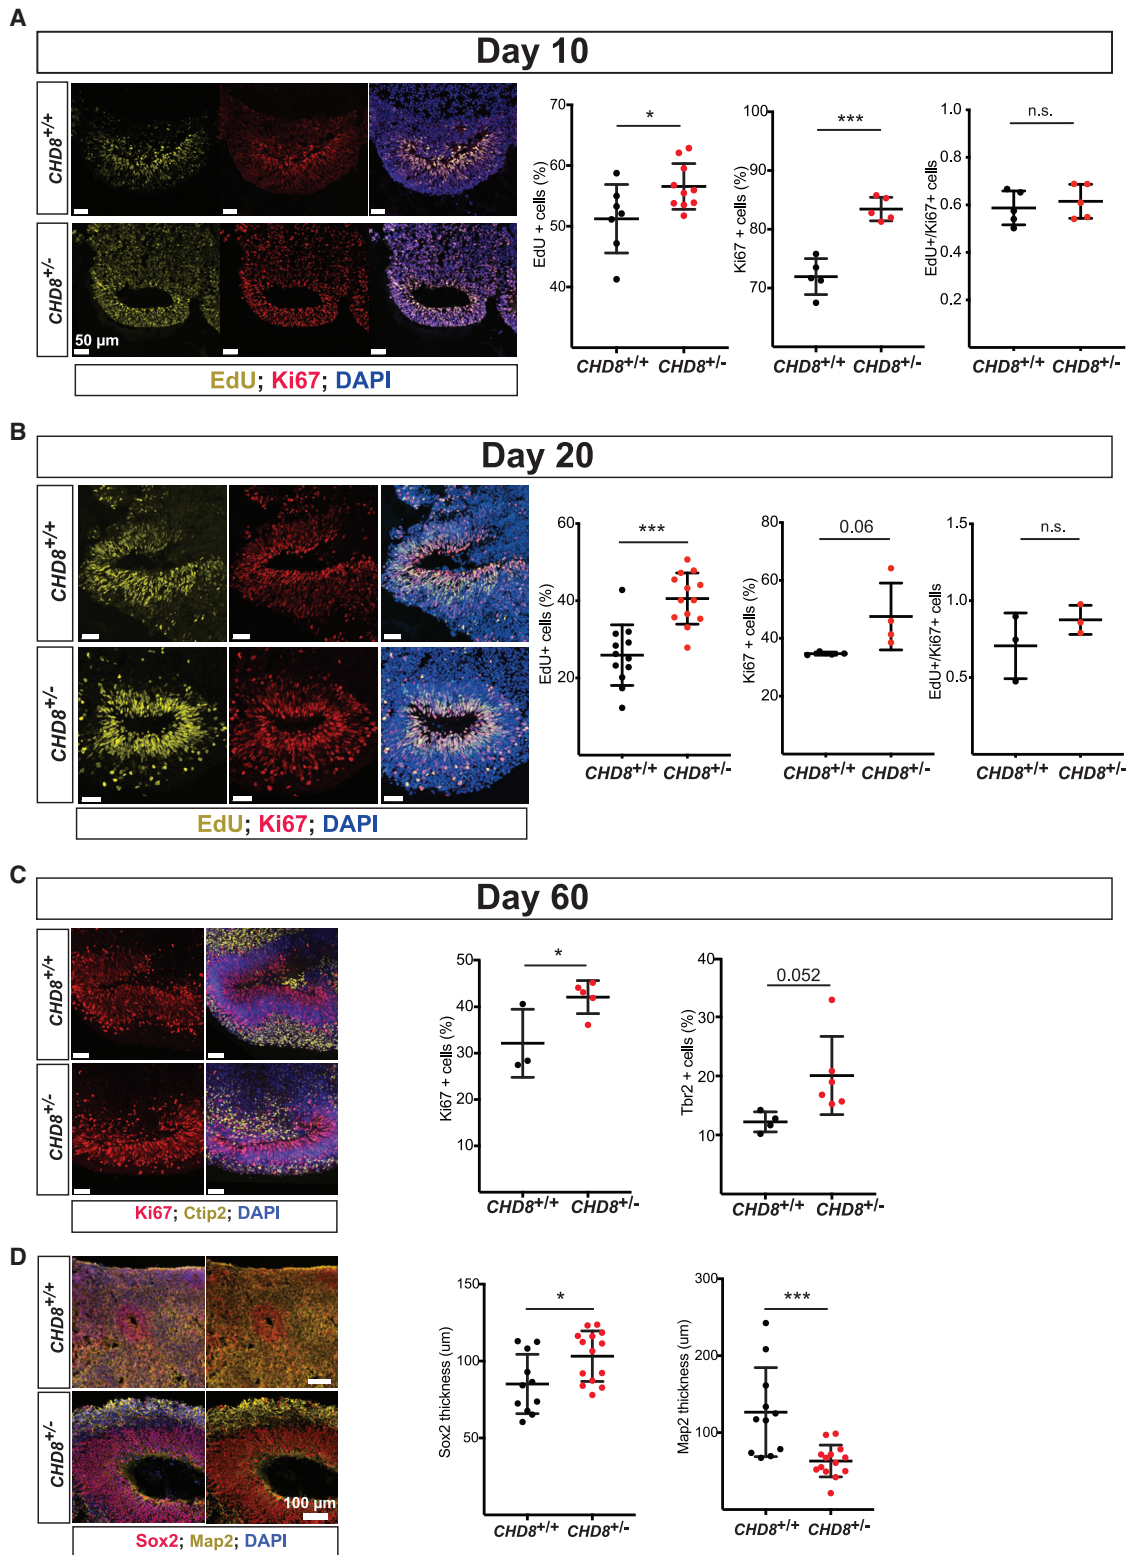 A
Day 10
CHD8+/+
CHD8+/-
50 µm
EdU; Ki67; DAPI
EdU + cells (%)
70
60
50
40
*
CHD8+/+ CHD8+/-
Ki67 + cells (%)
100
90
80
70
***
CHD8+/+ CHD8+/-
EdU+/Ki67+ cells
1.0
0.8
0.6
0.4
0.2
n.s.
CHD8+/+ CHD8+/-
B
Day 20
CHD8+/+
CHD8+/-
EdU; Ki67; DAPI
EdU+ cells (%)
60
40
20
***
CHD8+/+ CHD8+/-
Ki67 + cells (%)
80
60
40
20
0.06
CHD8+/+ CHD8+/-
EdU+/Ki67+ cells
1.5
1.0
0.5
n.s.
CHD8+/+ CHD8+/-
C
Day 60
CHD8+/+
CHD8+/-
Ki67; Ctip2; DAPI
Ki67 + cells (%)
50
40
30
20
10
*
CHD8+/+ CHD8+/-
Tbr2 + cells (%)
40
30
20
10
0.052
CHD8+/+ CHD8+/-
D
CHD8+/+
CHD8+/-
100 µm
Sox2; Map2; DAPI
Sox2 thickness (um)
150
100
50
*
CHD8+/+ CHD8+/-
Map2 thickness (um)
300
200
100
***
CHD8+/+ CHD8+/-